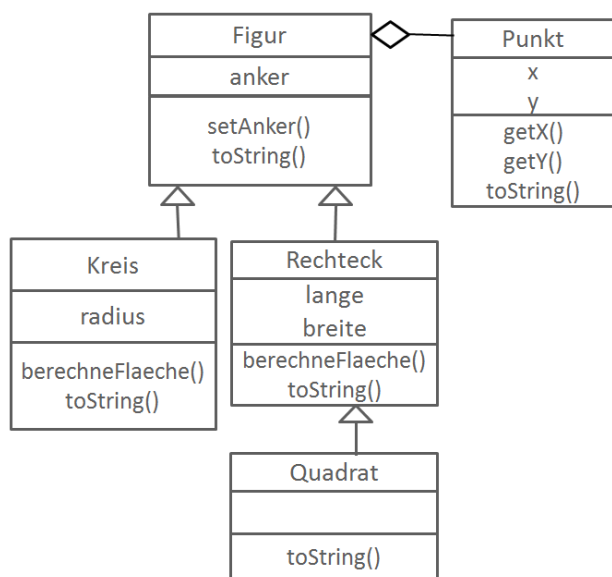 Figur
anker
setAnker()
toString()
Punkt
x
y
getX()
getY()
toString()
Kreis
radius
berechneFlaeche()
toString()
Rechteck
lange
breite
berechneFlaeche()
toString()
Quadrat
toString()